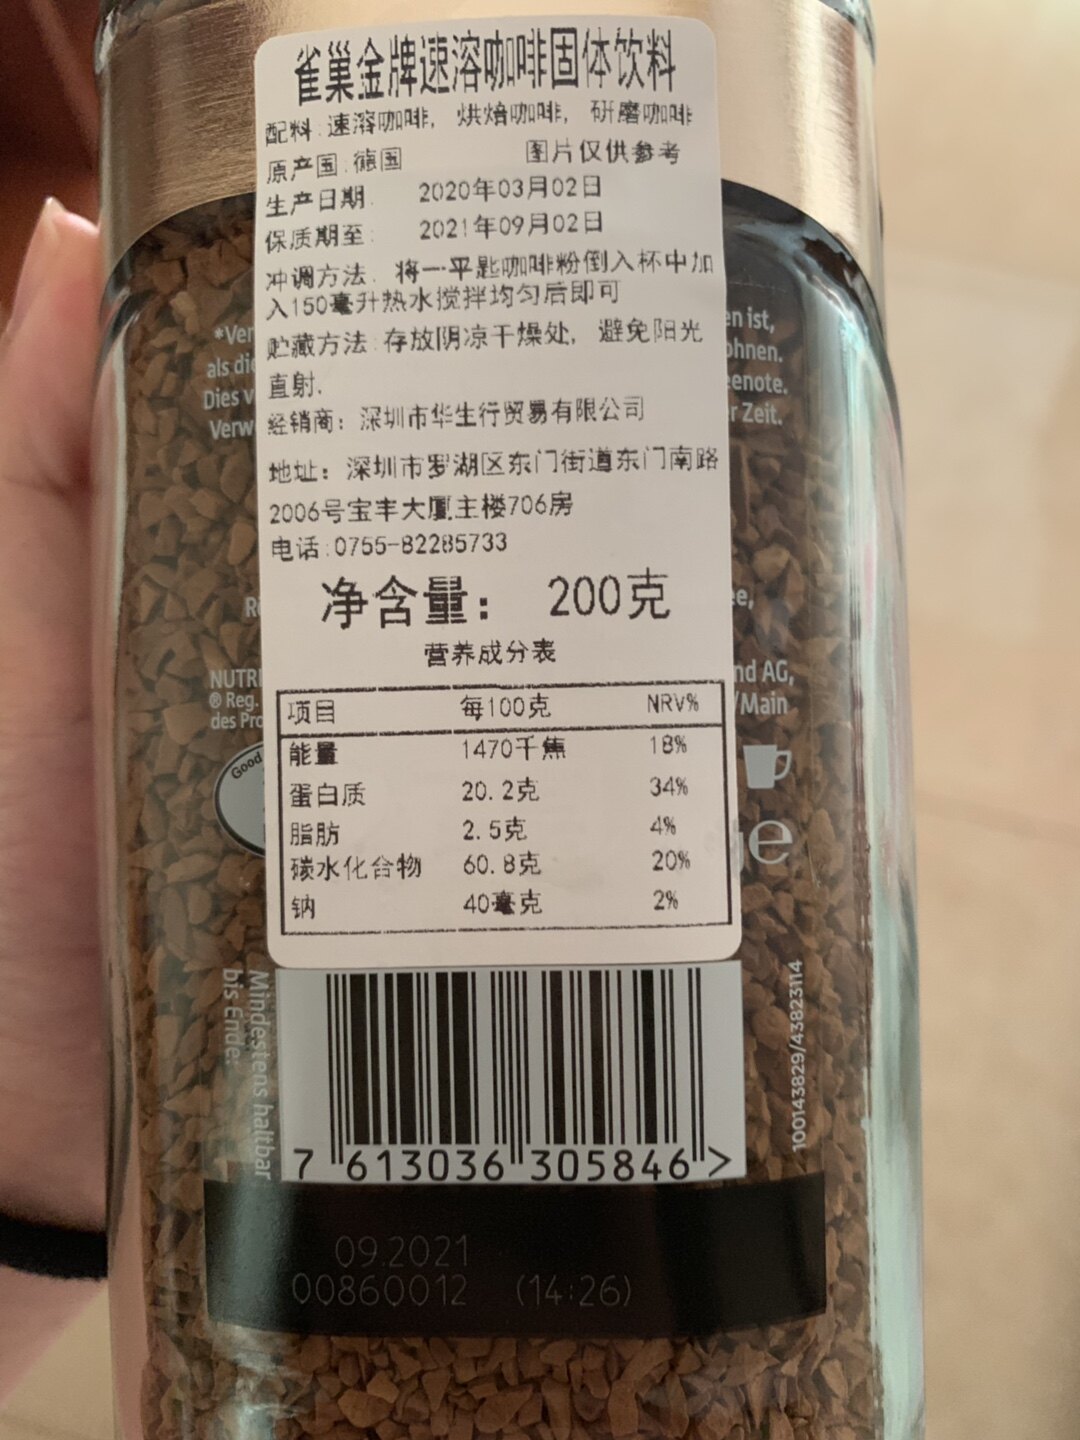 雀巢金牌速溶咖啡固体饮料
配料:速溶咖啡, 烘焙咖啡, 研磨咖啡
原产国:德国 图片仅供参考
生产日期: 2020年03月02日
保质期至: 2021年09月02日
冲调方法: 将一平匙咖啡粉倒入杯中加
入150毫升热水搅拌均匀后即可
贮藏方法:存放阴凉干燥处, 避免阳光
直射.
经销商: 深圳市华生行贸易有限公司
地址: 深圳市罗湖区东门街道东门南路
2006号宝丰大厦主楼706房
电话:0755-82285733
净含量: 200克
营养成分表
项目 每100克 NRV%
能量 1470千焦 18%
蛋白质 20.2克 34%
脂肪 2.5克 4%
碳水化合物 60.8克 20%
钠 40毫克 2%
als
Dies
en ist,
eenote.
Zeit.
® Reg.
nd AG,
/Main
Good
e
Mindestens haltbar
bis Ende:
100143829/43823114
7 613036 305846 >
09.2021
00860012 (14:26)